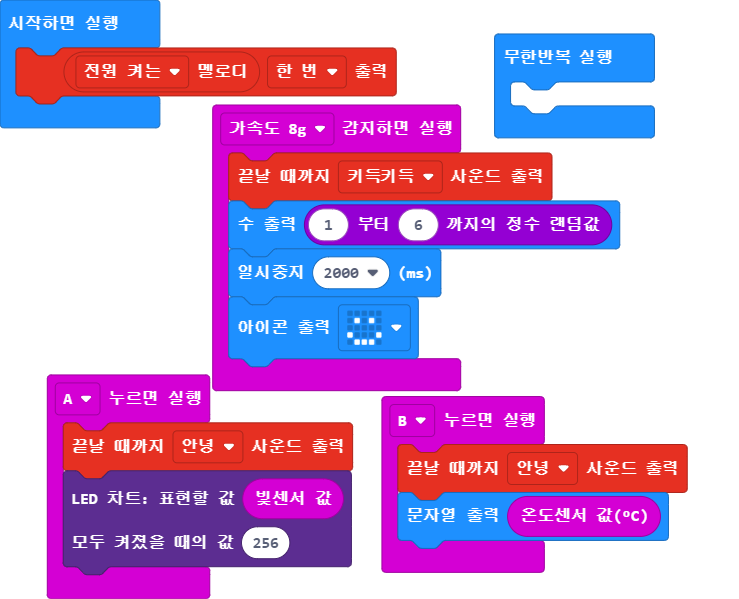 시작하면 실행
전원 켜는 멜로디 한 번 출력
무한반복 실행
가속도 8g 감지하면 실행
끝날 때까지 키득키득 사운드 출력
수 출력 1 부터 6 까지의 정수 랜덤값
일시중지 2000 (ms)
아이콘 출력
A 누르면 실행
끝날 때까지 안녕 사운드 출력
LED 차트: 표현할 값 빛센서 값
모두 켜졌을 때의 값 256
B 누르면 실행
끝날 때까지 안녕 사운드 출력
문자열 출력 온도센서 값(ºC)